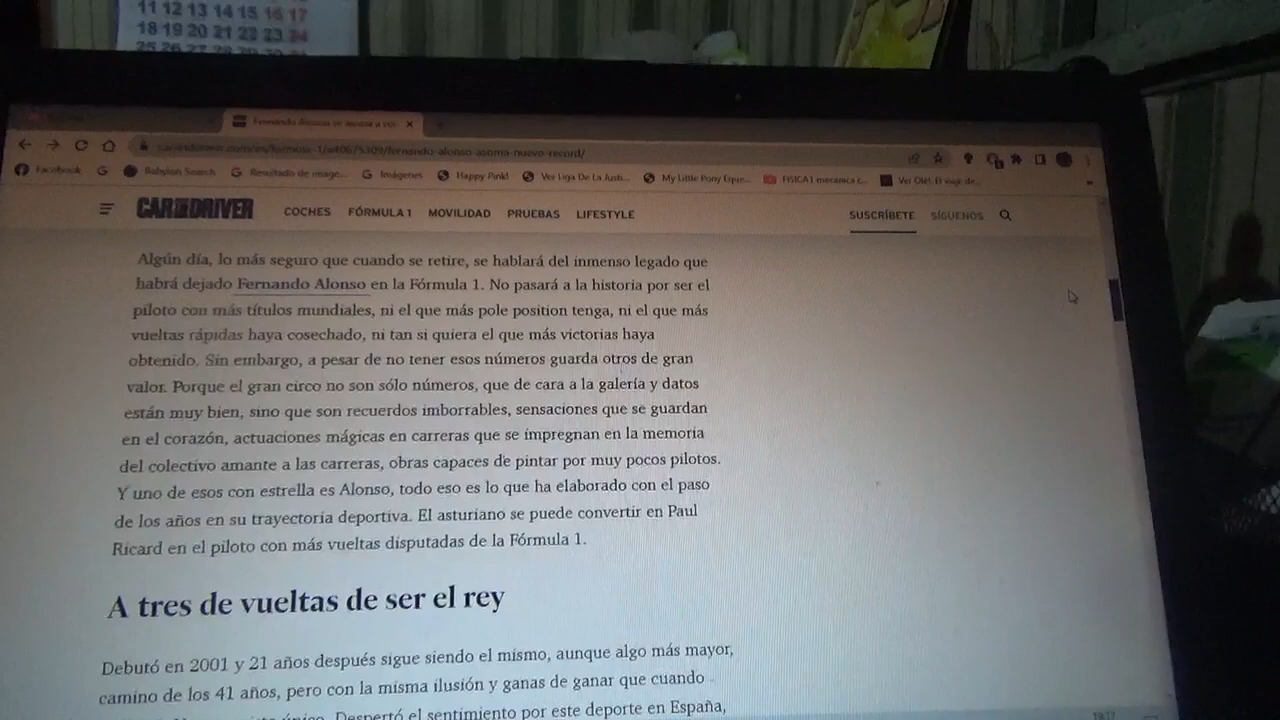 11 12 13 14 15 16 17
18 19 20 21 22 23 24
25 26 27 28 29 30
/fernando-alonso-asoma-nuevo-record/
Facebook
Babylon Search
Resultado de image...
Imágenes
Happy Pink!
Ver Liga De La Justi...
My Little Pony Eque...
FISICA1 mecanica c...
Ver Olé!: El viaje de...
CAR AND DRIVER
COCHES FÓRMULA 1 MOVILIDAD PRUEBAS LIFESTYLE
SUSCRÍBETE SÍGUENOS
Algún día, lo más seguro que cuando se retire, se hablará del inmenso legado que
habrá dejado Fernando Alonso en la Fórmula 1. No pasará a la historia por ser el
piloto con más títulos mundiales, ni el que más pole position tenga, ni el que más
vueltas rápidas haya cosechado, ni tan si quiera el que más victorias haya
obtenido. Sin embargo, a pesar de no tener esos números guarda otros de gran
valor. Porque el gran circo no son sólo números, que de cara a la galería y datos
están muy bien, sino que son recuerdos imborrables, sensaciones que se guardan
en el corazón, actuaciones mágicas en carreras que se impregnan en la memoria
del colectivo amante a las carreras, obras capaces de pintar por muy pocos pilotos.
Y uno de esos con estrella es Alonso, todo eso es lo que ha elaborado con el paso
de los años en su trayectoria deportiva. El asturiano se puede convertir en Paul
Ricard en el piloto con más vueltas disputadas de la Fórmula 1.
A tres de vueltas de ser el rey
Debutó en 2001 y 21 años después sigue siendo el mismo, aunque algo más mayor,
camino de los 41 años, pero con la misma ilusión y ganas de ganar que cuando
único. Despertó el sentimiento por este deporte en España,